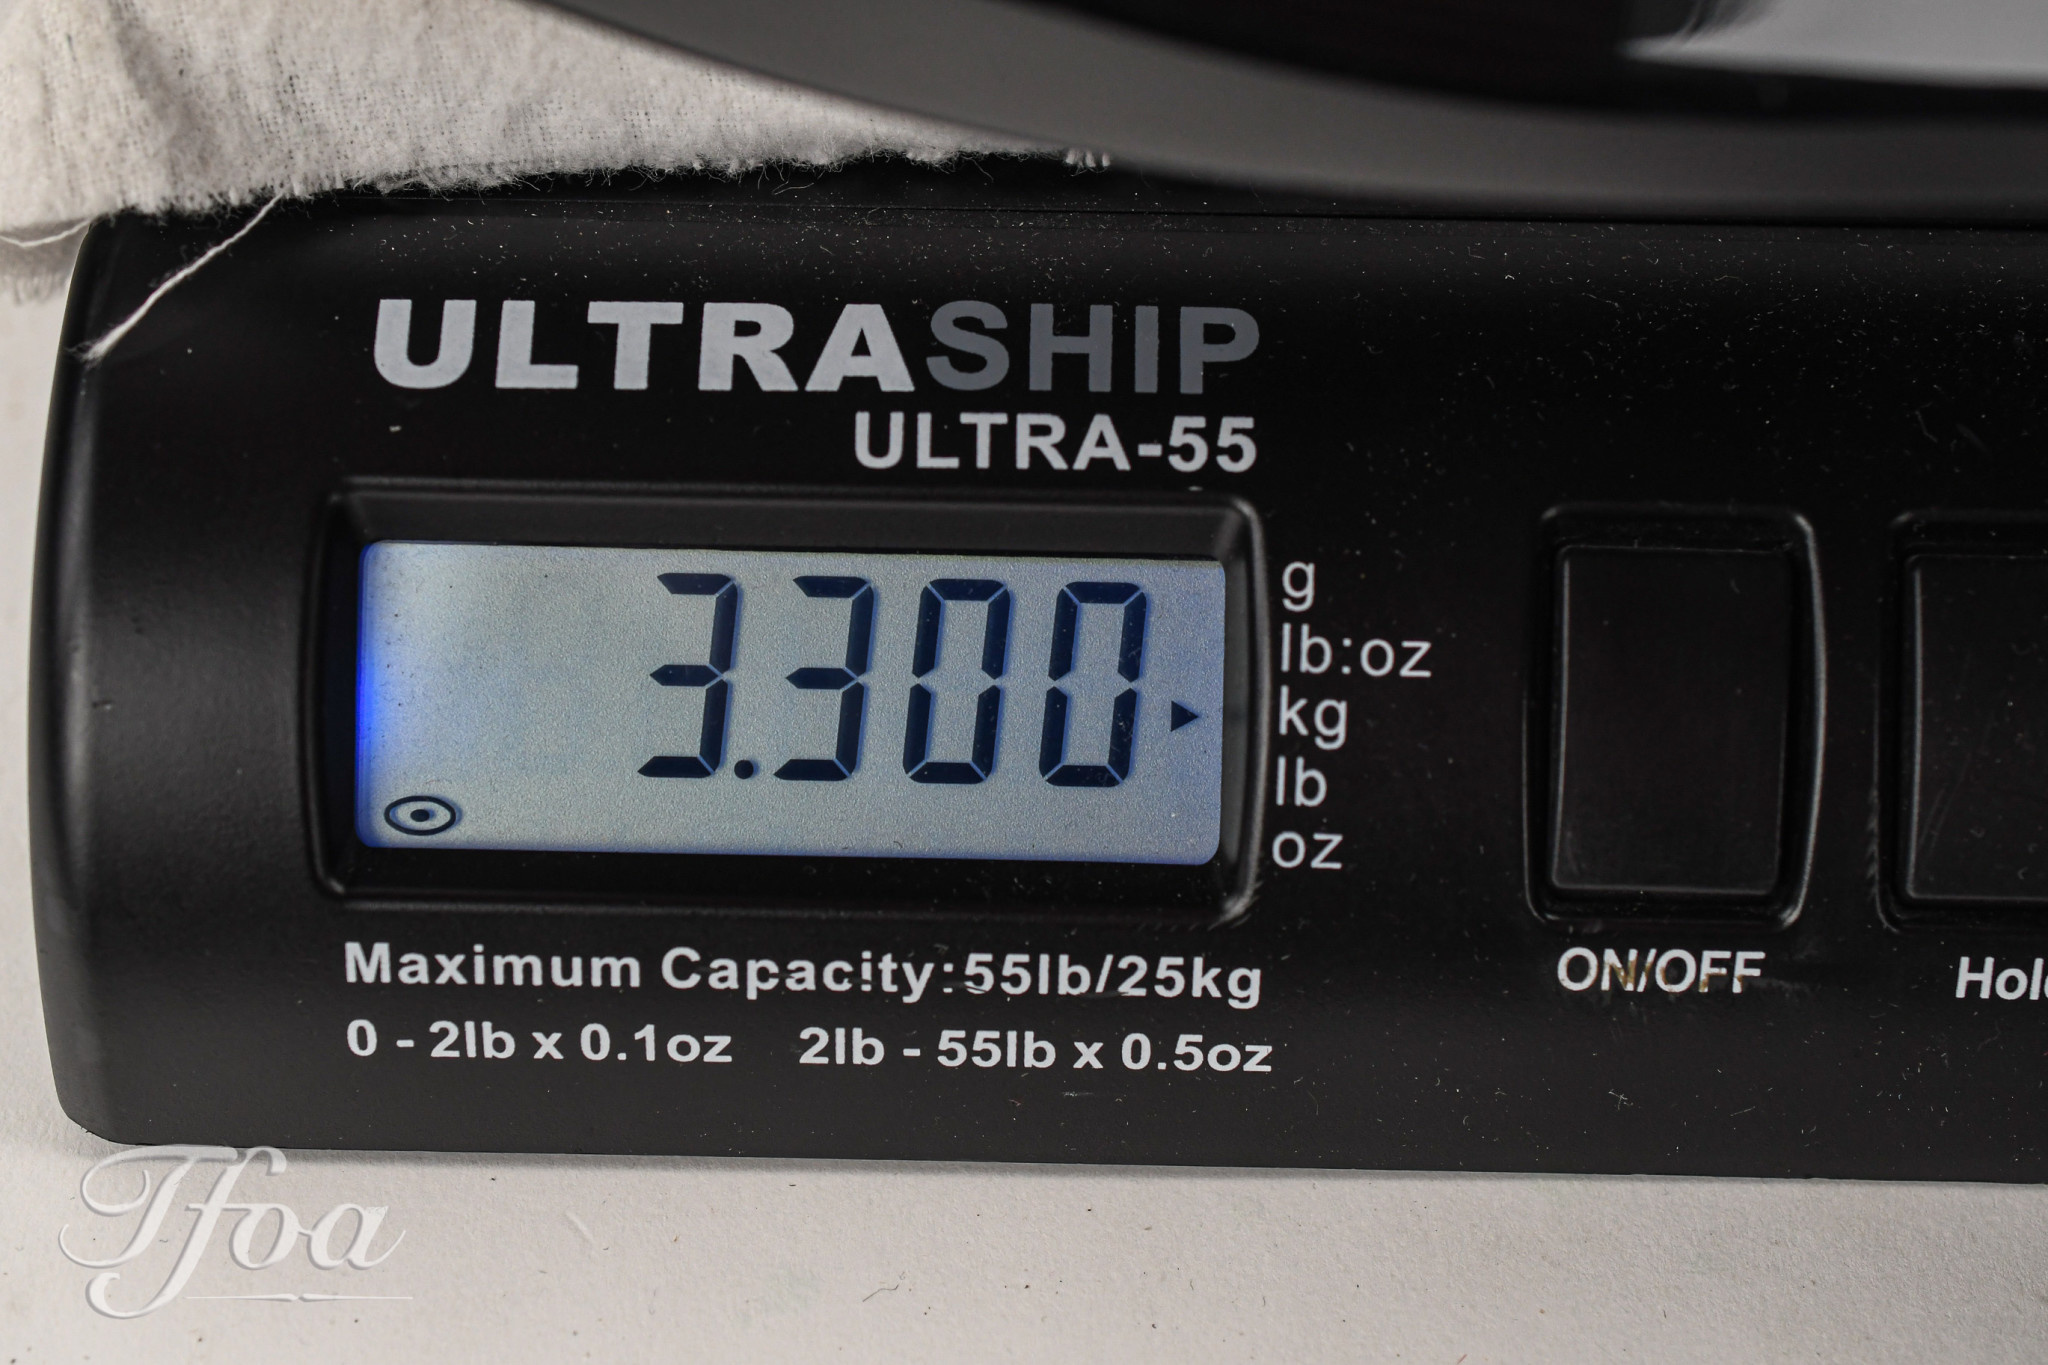 ULTRASHIP
ULTRA-55
3.300
g
lb:oz
kg
lb
oz
Maximum Capacity:55lb/25kg
0 - 2lb x 0.1oz 2lb - 55lb x 0.5oz
ON/OFF
Hol
Tfoa